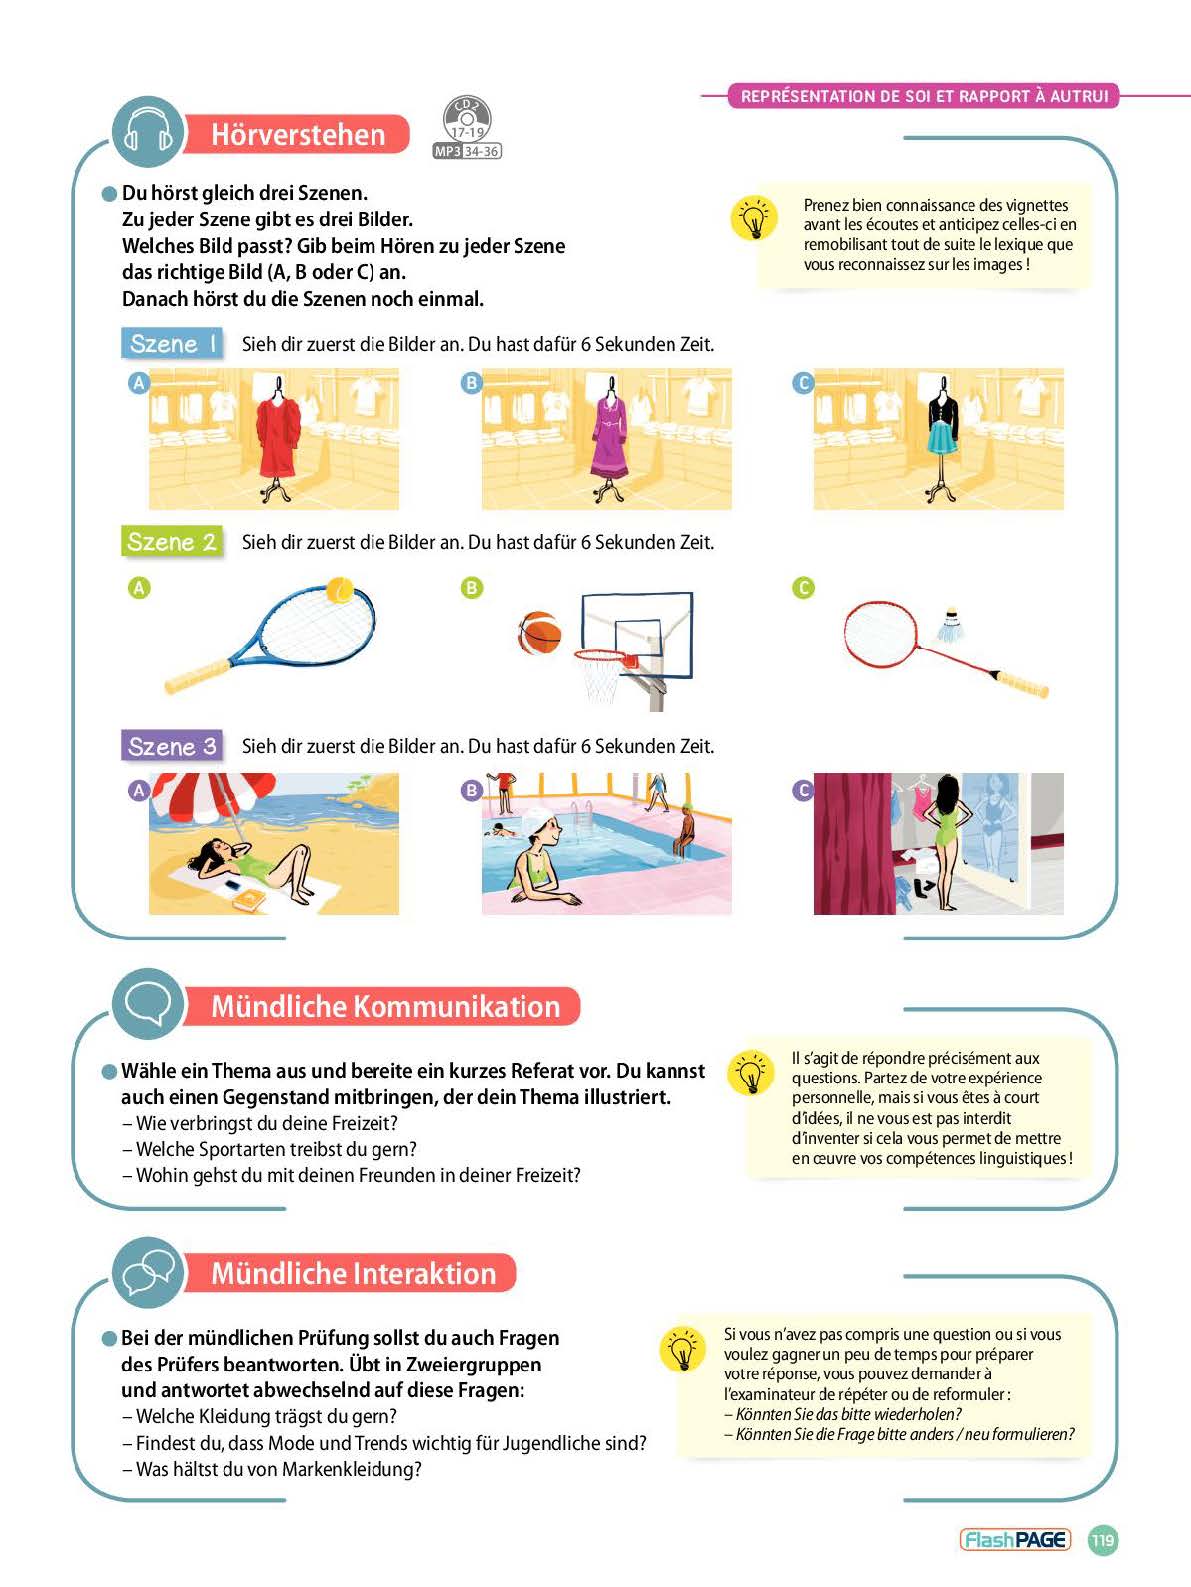 REPRÉSENTATION DE SOI ET RAPPORT À AUTRUI
Hörverstehen
CD 2
17-19
MP3 34-36
Du hörst gleich drei Szenen.
Zu jeder Szene gibt es drei Bilder.
Welches Bild passt? Gib beim Hören zu jeder Szene
das richtige Bild (A, B oder C) an.
Danach hörst du die Szenen noch einmal.
Prenez bien connaissance des vignettes
avant les écoutes et anticipez celles-ci en
remobilisant tout de suite le lexique que
vous reconnaissez sur les images !
Szene 1 Sieh dir zuerst die Bilder an. Du hast dafür 6 Sekunden Zeit.
A B C
Szene 2 Sieh dir zuerst die Bilder an. Du hast dafür 6 Sekunden Zeit.
A B C
Szene 3 Sieh dir zuerst die Bilder an. Du hast dafür 6 Sekunden Zeit.
A B C
Mündliche Kommunikation
Wähle ein Thema aus und bereite ein kurzes Referat vor. Du kannst
auch einen Gegenstand mitbringen, der dein Thema illustriert.
– Wie verbringst du deine Freizeit?
– Welche Sportarten treibst du gern?
– Wohin gehst du mit deinen Freunden in deiner Freizeit?
Il s'agit de répondre précisément aux
questions. Partez de votre expérience
personnelle, mais si vous êtes à court
d'idées, il ne vous est pas interdit
d'inventer si cela vous permet de mettre
en œuvre vos compétences linguistiques !
Mündliche Interaktion
Bei der mündlichen Prüfung sollst du auch Fragen
des Prüfers beantworten. Übt in Zweiergruppen
und antwortet abwechselnd auf diese Fragen:
– Welche Kleidung trägst du gern?
– Findest du, dass Mode und Trends wichtig für Jugendliche sind?
– Was hältst du von Markenkleidung?
Si vous n'avez pas compris une question ou si vous
voulez gagner un peu de temps pour préparer
votre réponse, vous pouvez demander à
l'examinateur de répéter ou de reformuler :
– Könnten Sie das bitte wiederholen?
– Könnten Sie die Frage bitte anders / neu formulieren?
FlashPAGE 119